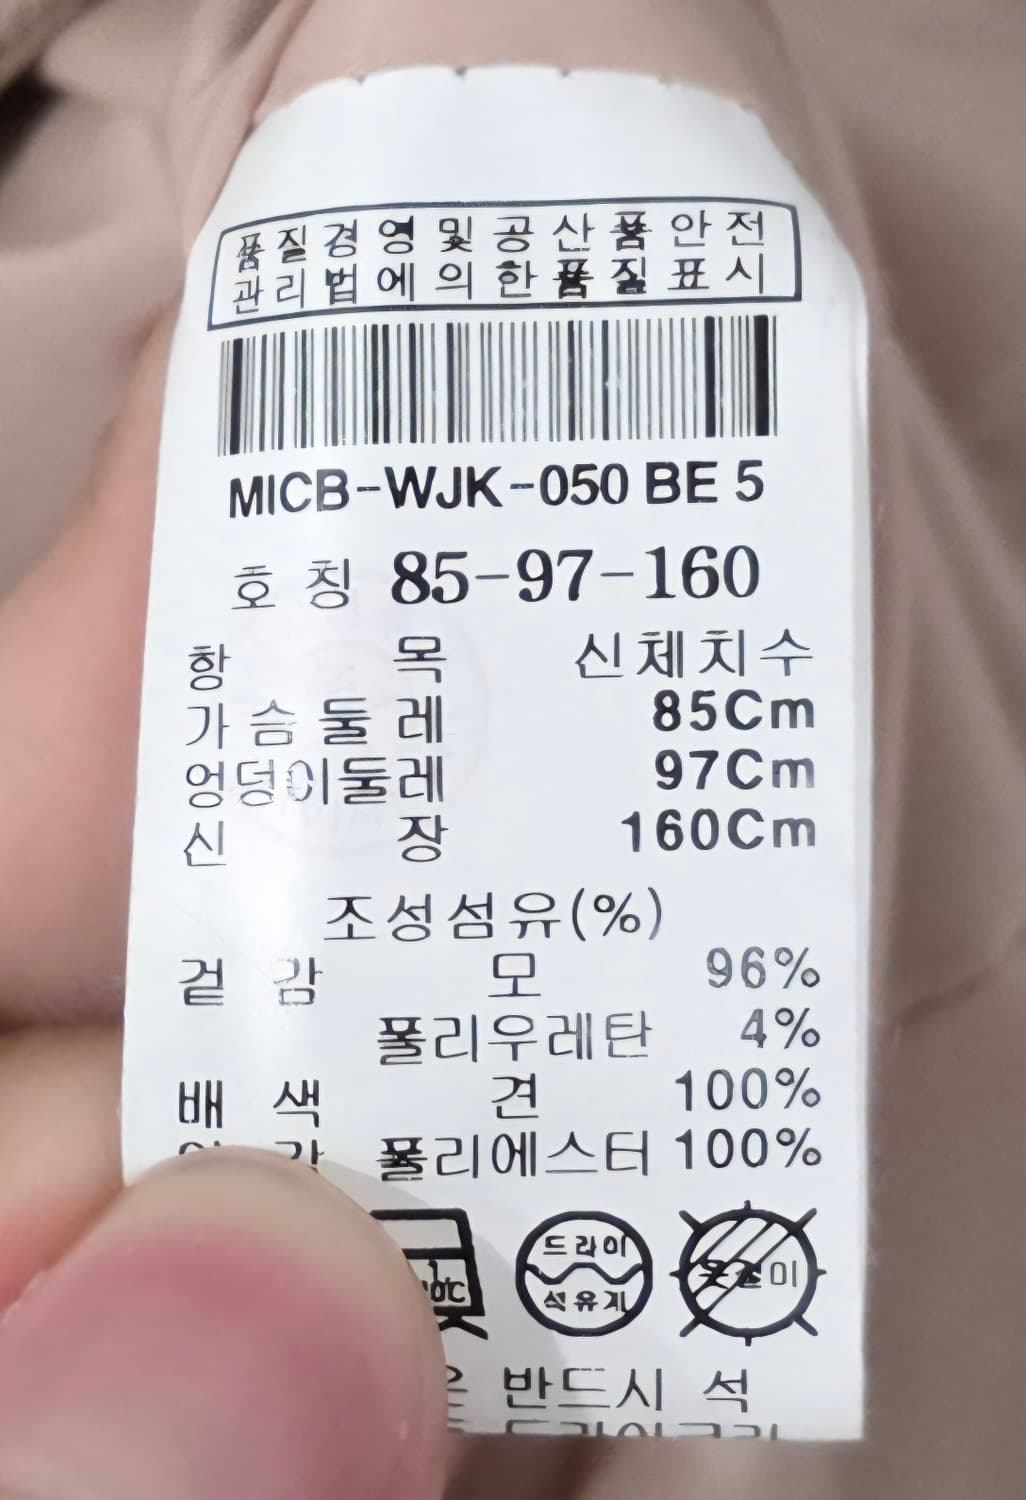 품질경영및공산품안전
관리법에의한품질표시
MICB-WJK-050 BE 5
호 칭 85-97-160
항 목 신체치수
가슴둘레 85Cm
엉덩이둘레 97Cm
신 장 160Cm
조성섬유(%)
겉 감 모 96%
폴리우레탄 4%
배 색 견 100%
폴리에스터 100%
드라이
석유계
옷걸이
반드시 석